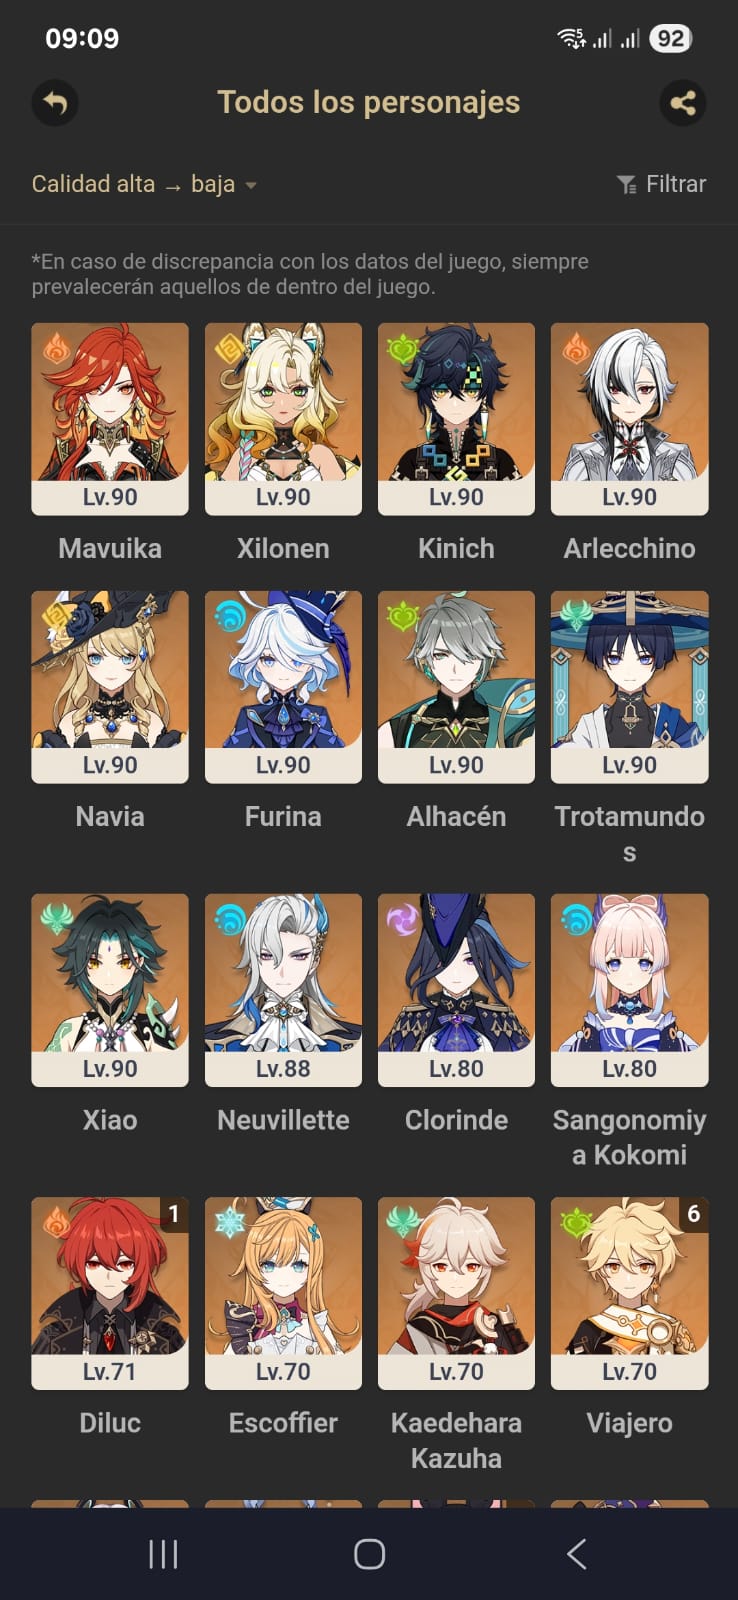 09:09
5 92
Todos los personajes
Calidad alta → baja
Filtrar
*En caso de discrepancia con los datos del juego, siempre
prevalecerán aquellos de dentro del juego.
Lv.90 Lv.90 Lv.90 Lv.90
Mavuika Xilonen Kinich Arlecchino
Lv.90 Lv.90 Lv.90 Lv.90
Navia Furina Alhacén Trotamundo
s
Lv.90 Lv.88 Lv.80 Lv.80
Xiao Neuvillette Clorinde Sangonomiy
a Kokomi
1 6
Lv.71 Lv.70 Lv.70 Lv.70
Diluc Escoffier Kaedehara Viajero
Kazuha